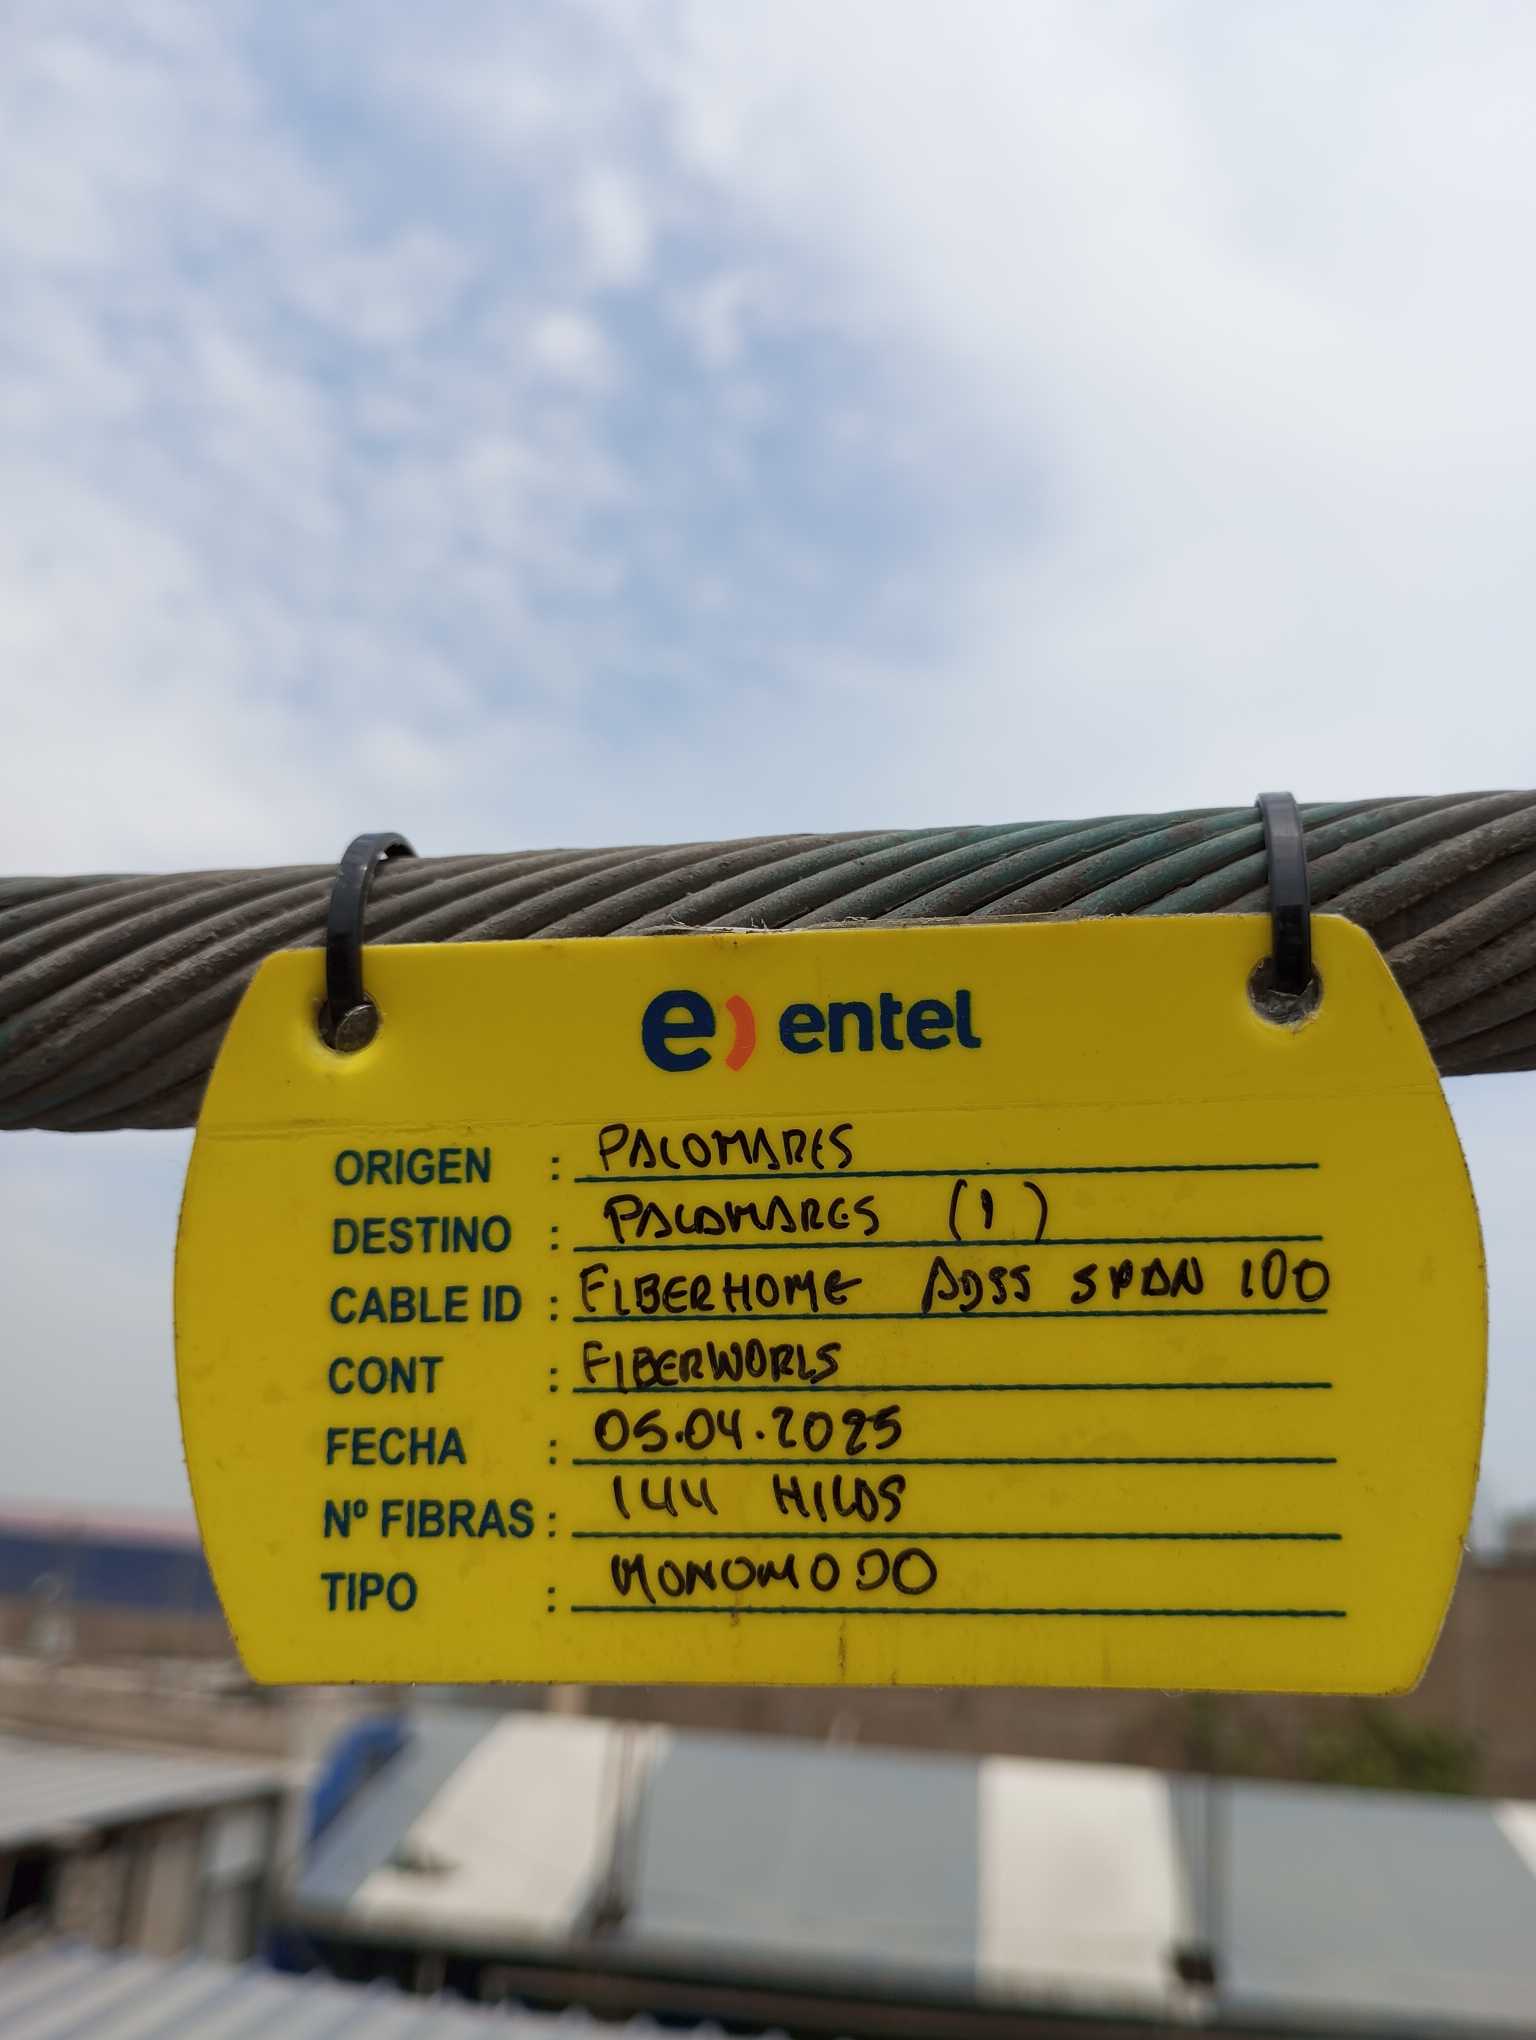 e) entel
ORIGEN : PALOMARES
DESTINO : PALOMARES (1)
CABLE ID : FIBERHOME ADSS SPAN 100
CONT : FIBERWORLS
FECHA : 05.04.2025
Nº FIBRAS : 144 HILOS
TIPO : MONOMODO